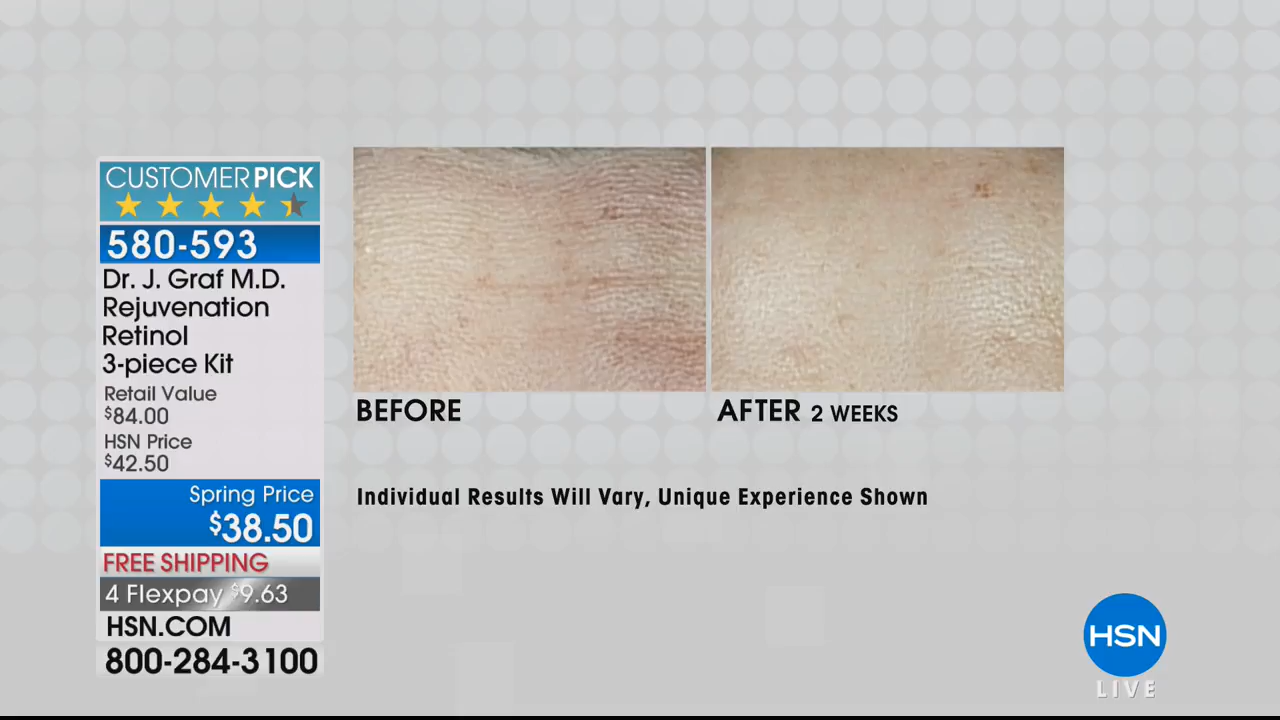 CUSTOMERPICK
580-593
Dr. J. Graf M.D.
Rejuvenation
Retinol
3-piece Kit
Retail Value
$84.00
HSN Price
$42.50
Spring Price
$38.50
FREE SHIPPING
4 Flexpay $9.63
HSN.COM
800-284-3100
BEFORE
AFTER 2 WEEKS
Individual Results Will Vary, Unique Experience Shown
HSN
LIVE